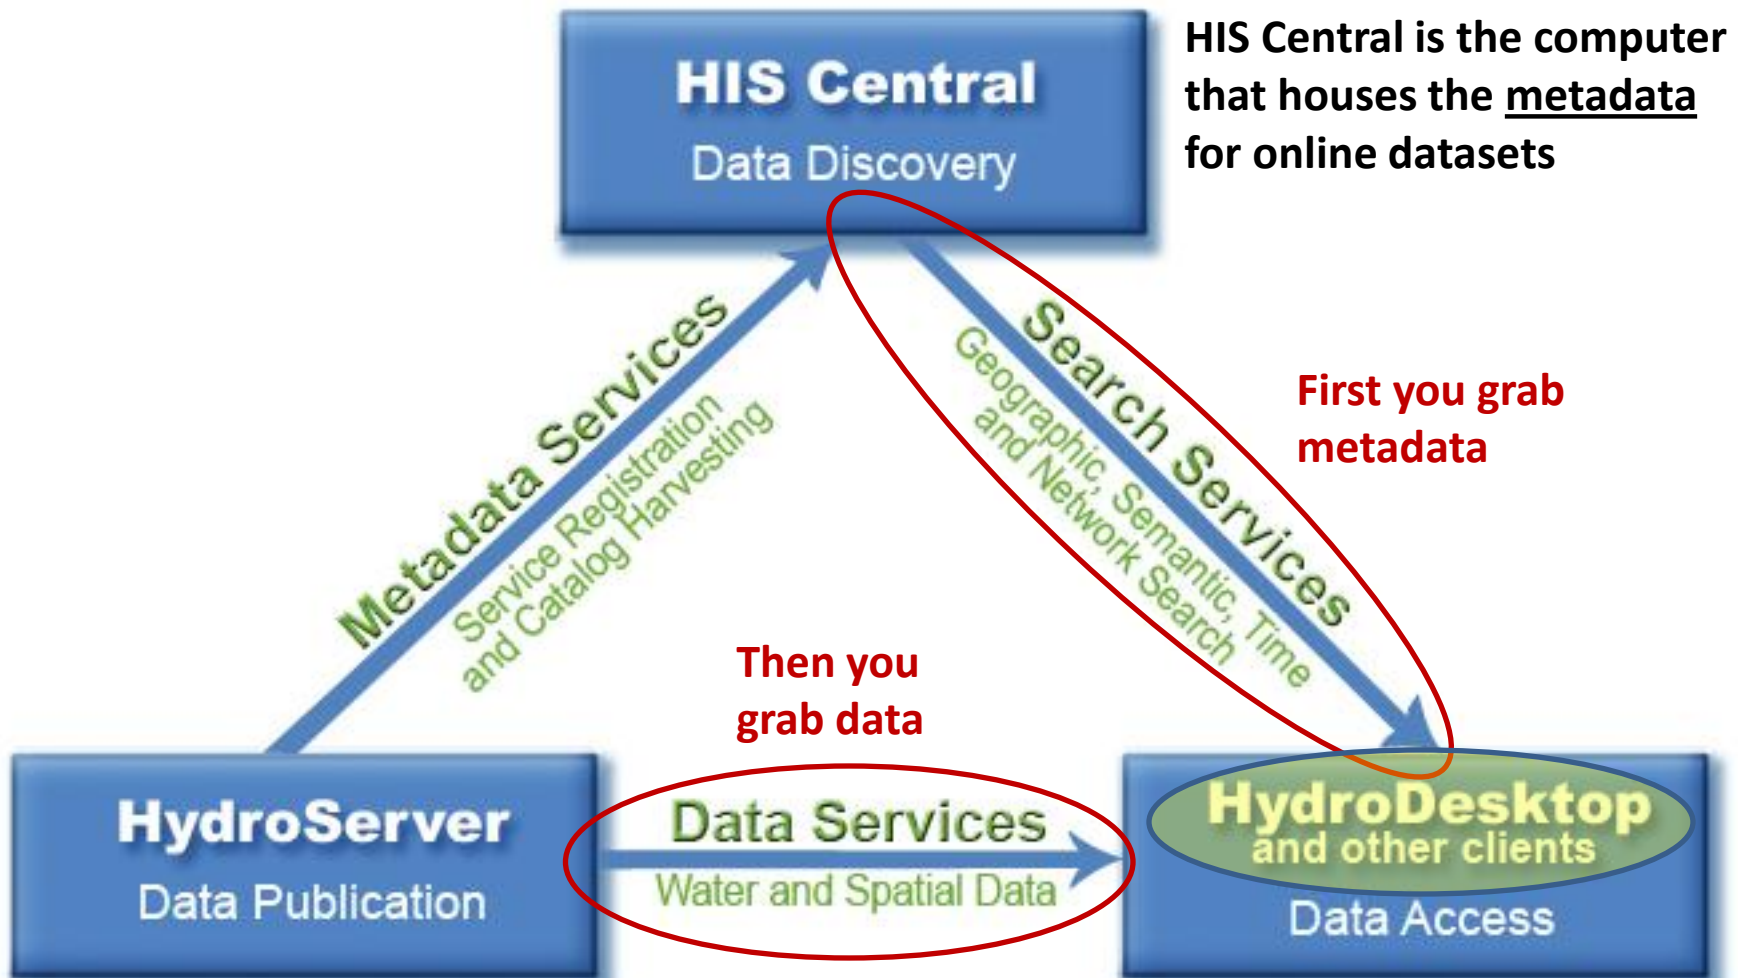 HIS Central
Data Discovery
HIS Central is the computer
that houses the metadata
for online datasets
Metadata Services
Service Registration
and Catalog Harvesting
Search Services
Geographic, Semantic, Time
and Network Search
First you grab
metadata
Then you
grab data
HydroServer
Data Publication
Data Services
Water and Spatial Data
HydroDesktop
and other clients
Data Access